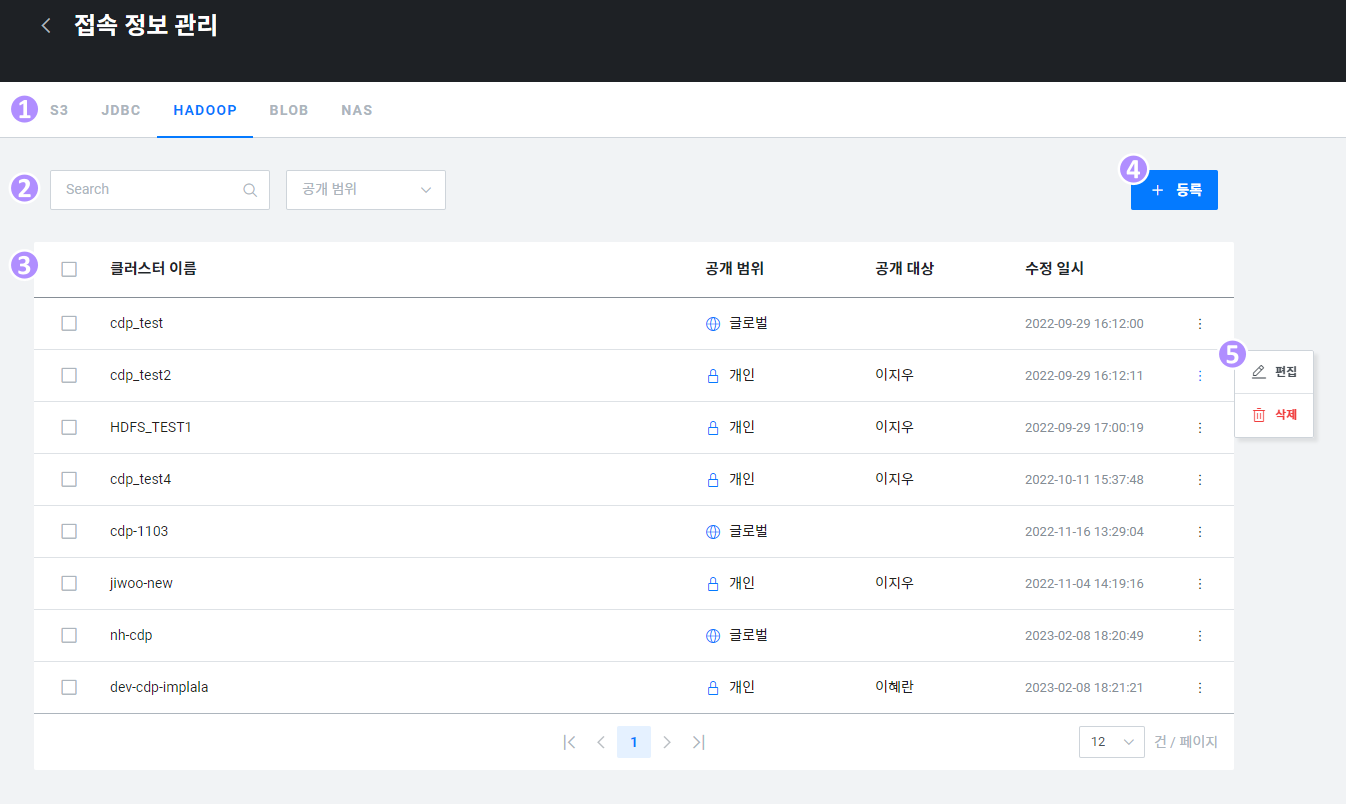 접속 정보 관리
1 S3 JDBC HADOOP BLOB NAS
2 Search 공개 범위 4 + 등록
3 클러스터 이름 공개 범위 공개 대상 수정 일시
cdp_test 글로벌 2022-09-29 16:12:00
cdp_test2 개인 이지우 2022-09-29 16:12:11
5 편집
삭제
HDFS_TEST1 개인 이지우 2022-09-29 17:00:19
cdp_test4 개인 이지우 2022-10-11 15:37:48
cdp-1103 글로벌 2022-11-16 13:29:04
jiwoo-new 개인 이지우 2022-11-04 14:19:16
nh-cdp 글로벌 2023-02-08 18:20:49
dev-cdp-implala 개인 이혜란 2023-02-08 18:21:21
1 12 건 / 페이지